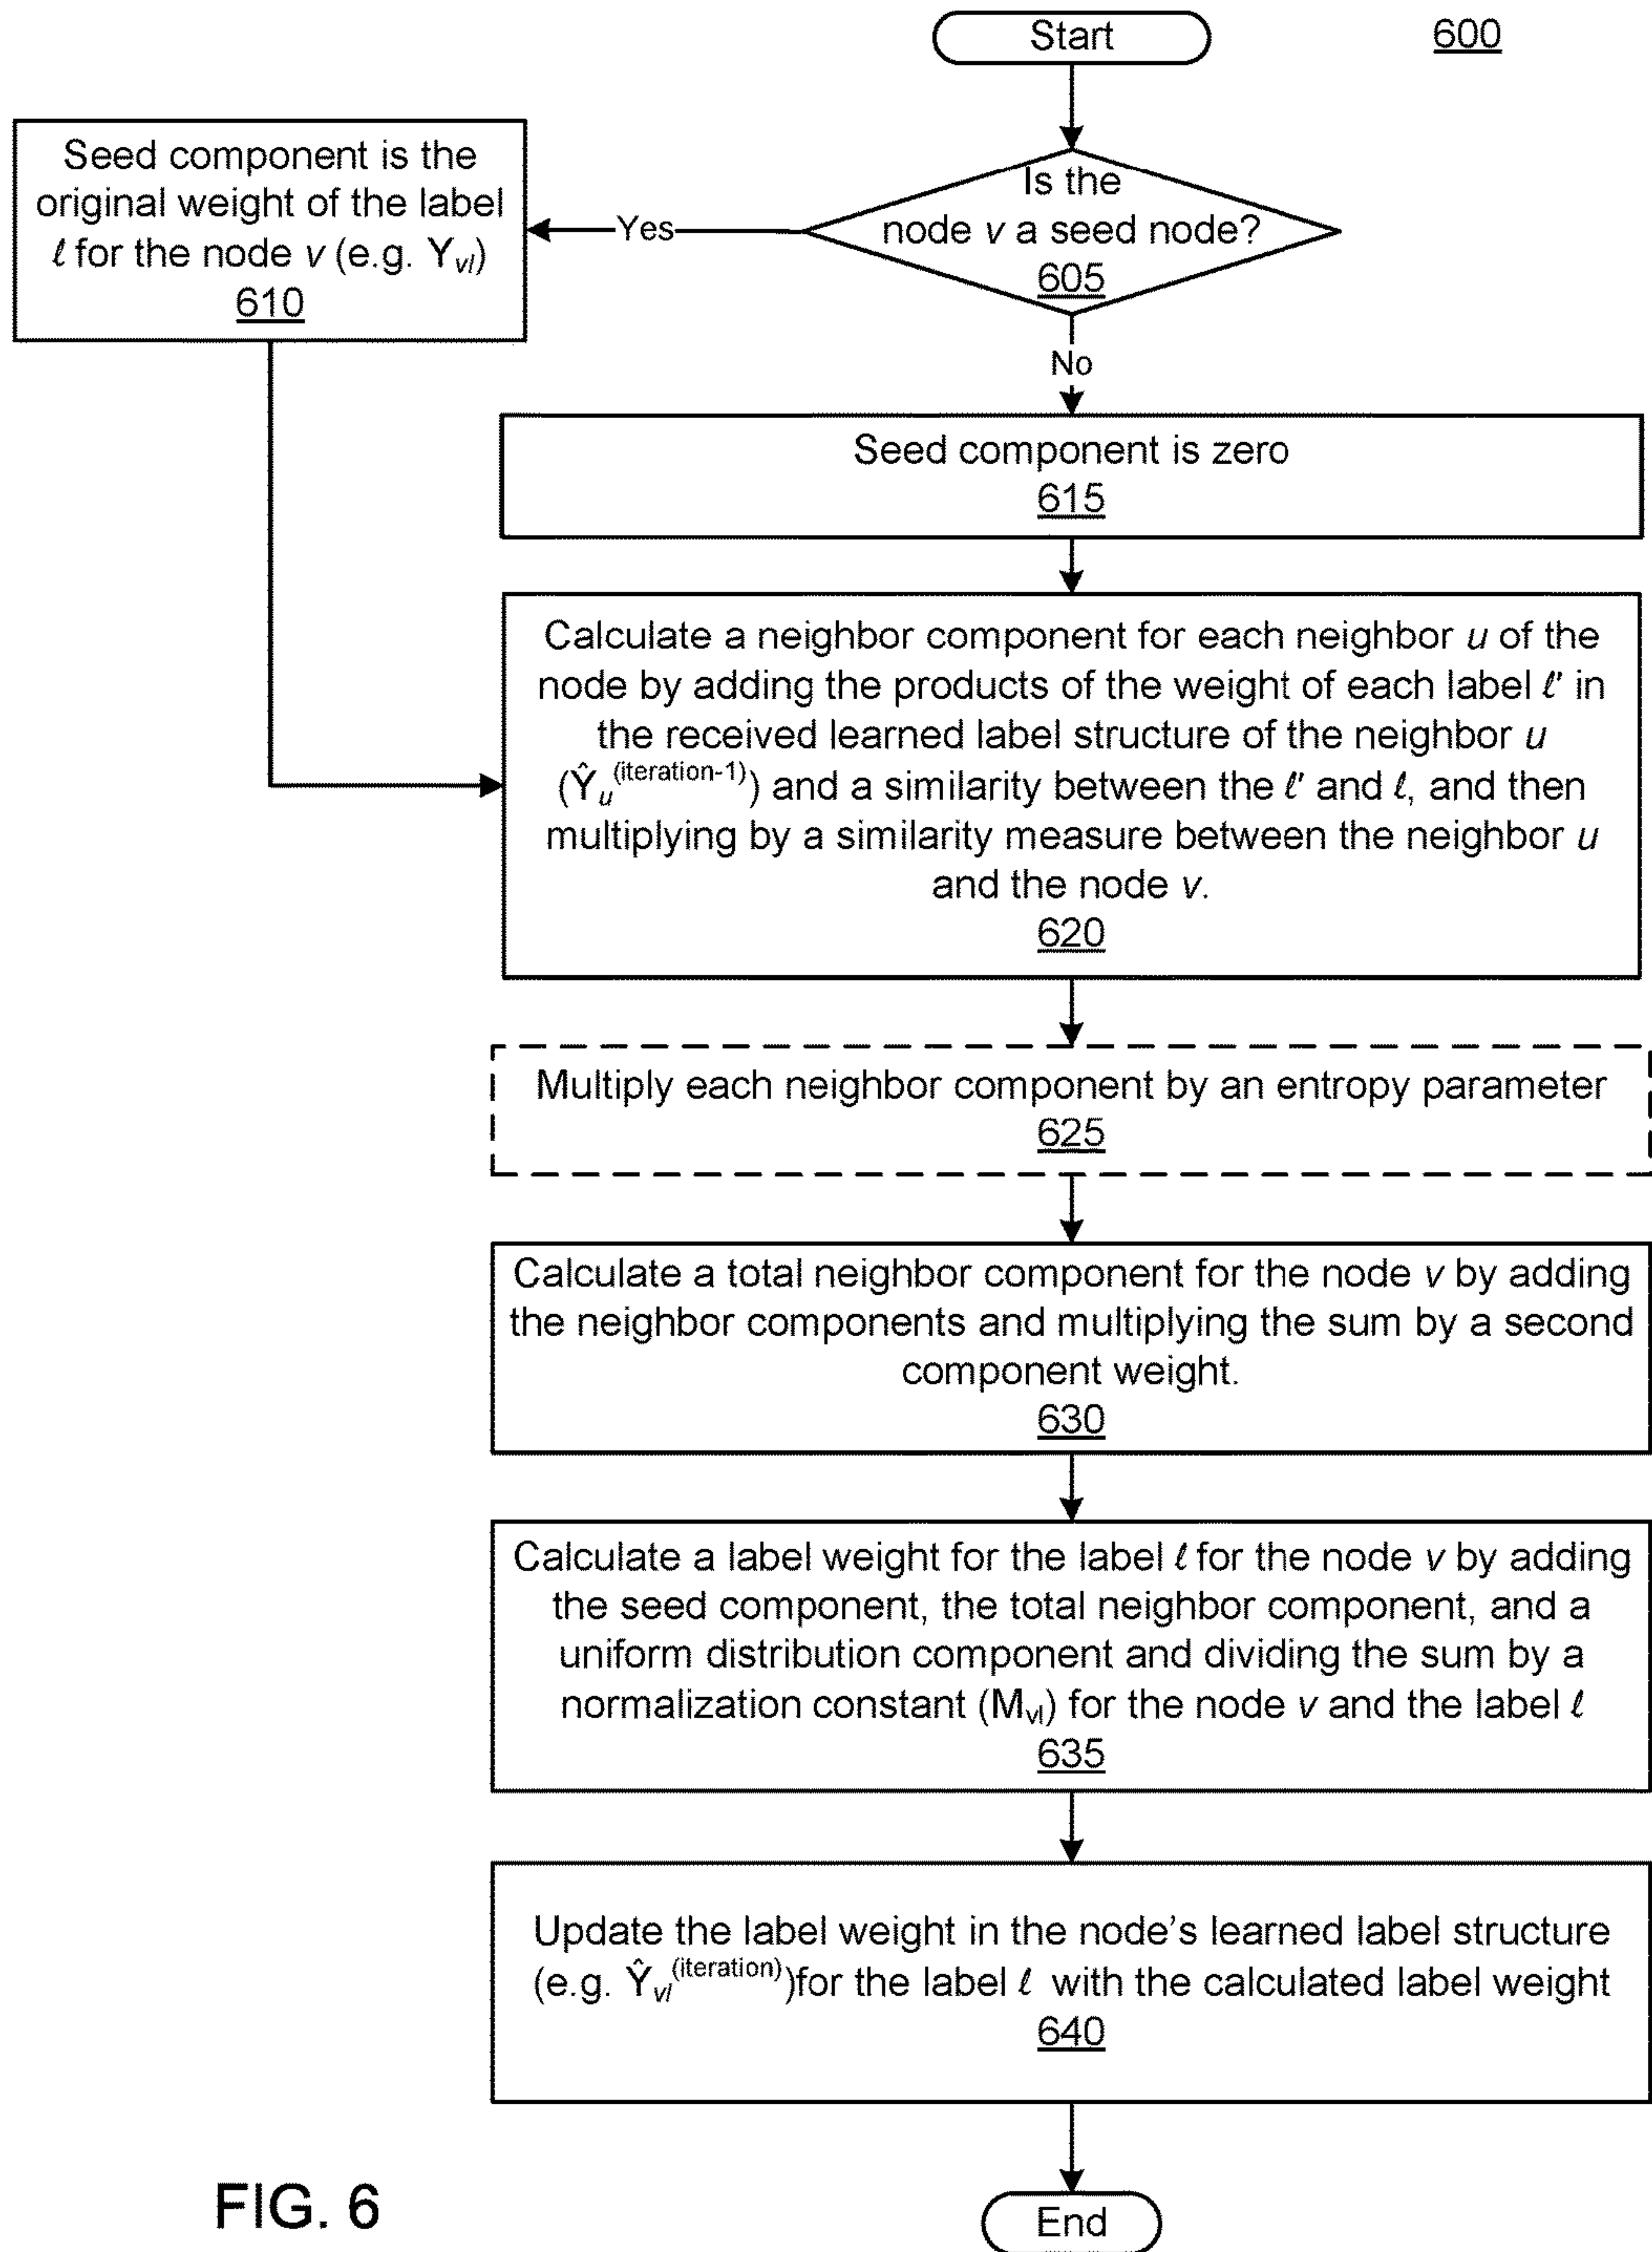 Start
600
Is the
node v a seed node?
605
Yes
Seed component is the
original weight of the label
ℓ for the node v (e.g. Yvl)
610
No
Seed component is zero
615
Calculate a neighbor component for each neighbor u of the
node by adding the products of the weight of each label ℓ' in
the received learned label structure of the neighbor u
(Ŷu(iteration-1)) and a similarity between the ℓ' and ℓ, and then
multiplying by a similarity measure between the neighbor u
and the node v.
620
Multiply each neighbor component by an entropy parameter
625
Calculate a total neighbor component for the node v by adding
the neighbor components and multiplying the sum by a second
component weight.
630
Calculate a label weight for the label ℓ for the node v by adding
the seed component, the total neighbor component, and a
uniform distribution component and dividing the sum by a
normalization constant (Mvl) for the node v and the label ℓ
635
Update the label weight in the node's learned label structure
(e.g. Ŷvl(iteration))for the label ℓ with the calculated label weight
640
End
FIG. 6